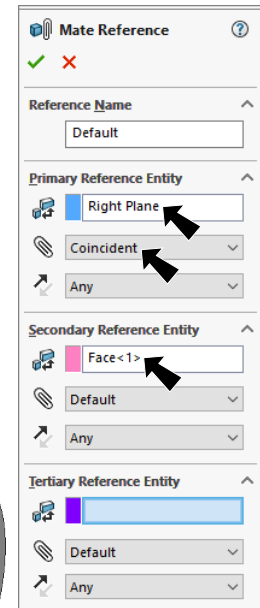 Mate Reference
Reference Name
Default
Primary Reference Entity
Right Plane
Coincident
Any
Secondary Reference Entity
Face<1>
Default
Any
Tertiary Reference Entity
Default
Any